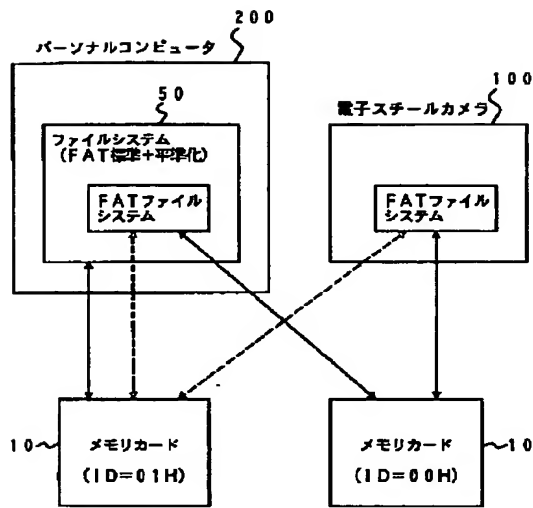 200
パーソナルコンピュータ
50
ファイルシステム
(FAT標準+平準化)
FATファイル
システム
100
電子スチールカメラ
FATファイル
システム
10
メモリカード
(ID=01H)
メモリカード
(ID=00H)
10